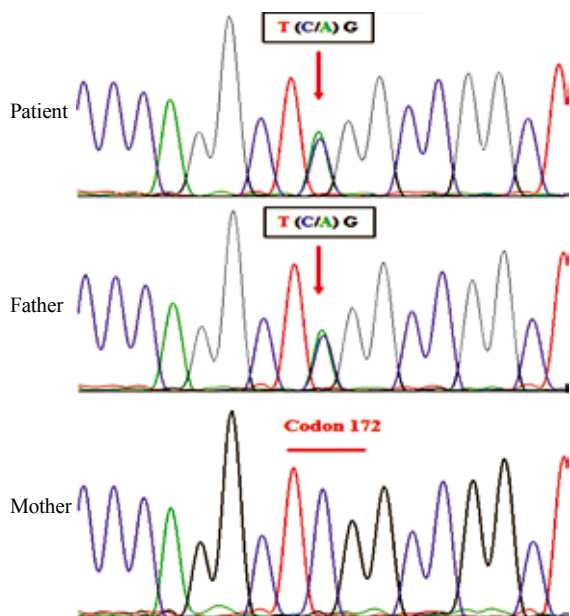 T (C/A) G
Patient
T (C/A) G
Father
Codon 172
Mother